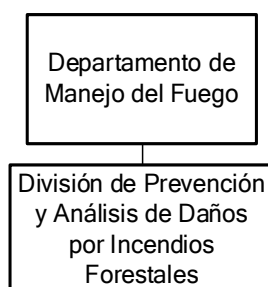 Departamento de
Manejo del Fuego
División de Prevención
y Análisis de Daños
por Incendios
Forestales